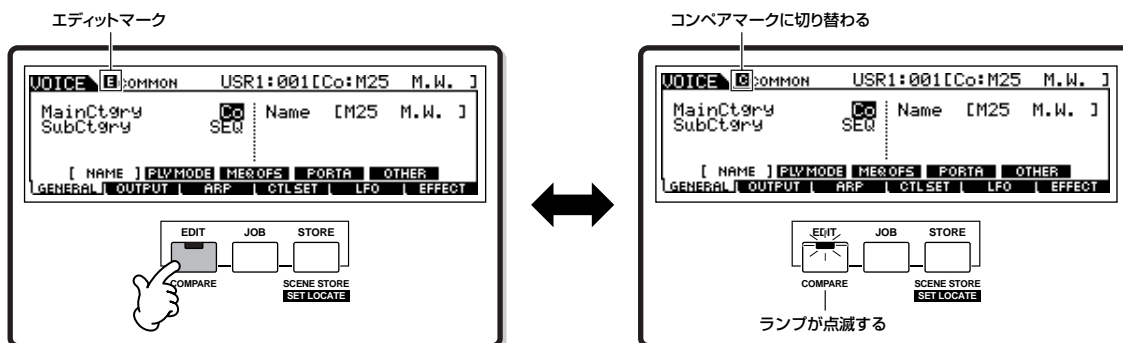 エディットマーク
VOICE E COMMON USR1:001[Co:M25 M.W. ]
MainCtgry Co Name [M25 M.W. ]
SubCtgry SEQ
[ NAME ] PLYMODE MEQ OFS PORTA OTHER
GENERAL OUTPUT ARP CTLSET LFO EFFECT
EDIT JOB STORE
COMPARE SCENE STORE
SET LOCATE
コンペアマークに切り替わる
VOICE C COMMON USR1:001[Co:M25 M.W. ]
MainCtgry Co Name [M25 M.W. ]
SubCtgry SEQ
[ NAME ] PLYMODE MEQ OFS PORTA OTHER
GENERAL OUTPUT ARP CTLSET LFO EFFECT
EDIT JOB STORE
COMPARE SCENE STORE
SET LOCATE
ランプが点滅する